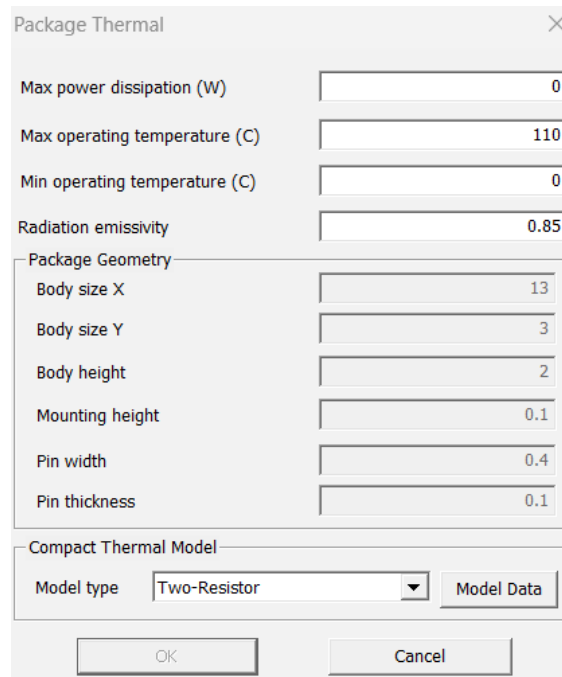 Package Thermal
Max power dissipation (W) 0
Max operating temperature (C) 110
Min operating temperature (C) 0
Radiation emissivity 0.85
Package Geometry
Body size X 13
Body size Y 3
Body height 2
Mounting height 0.1
Pin width 0.4
Pin thickness 0.1
Compact Thermal Model
Model type Two-Resistor Model Data
OK Cancel